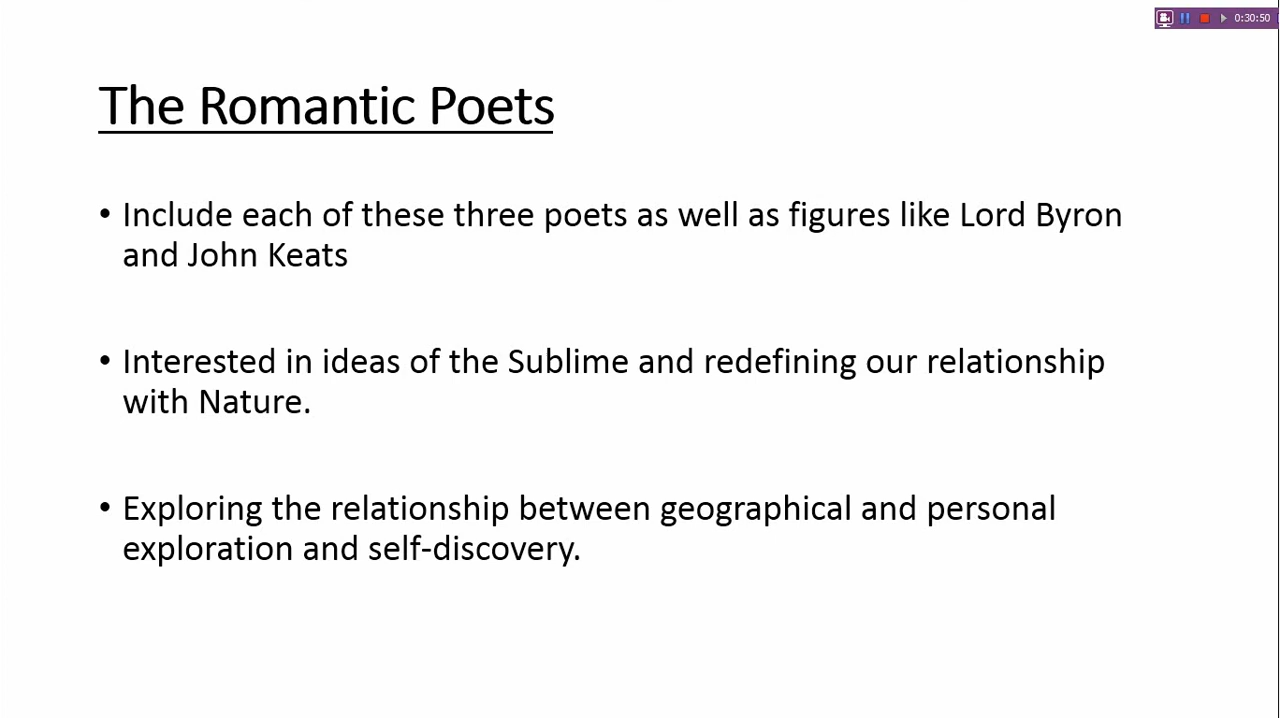 0:30:50
The Romantic Poets
• Include each of these three poets as well as figures like Lord Byron
and John Keats
• Interested in ideas of the Sublime and redefining our relationship
with Nature.
• Exploring the relationship between geographical and personal
exploration and self-discovery.